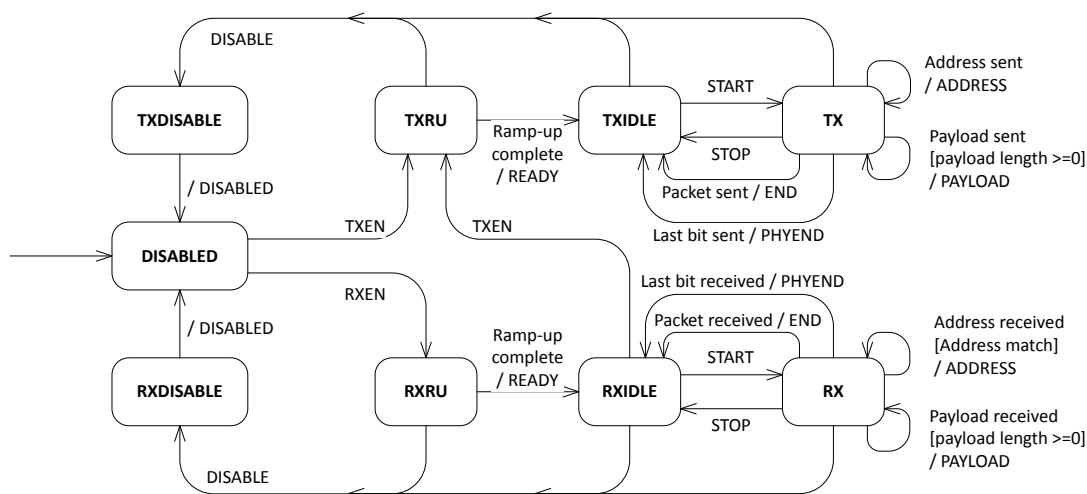 DISABLE
Address sent
/ ADDRESS
START
TXDISABLE
TXRU
TXIDLE
TX
Ramp-up
complete
/ READY
STOP
Payload sent
[payload length >=0]
/ PAYLOAD
/ DISABLED
Packet sent / END
TXEN
TXEN
Last bit sent / PHYEND
DISABLED
Last bit received / PHYEND
RXEN
Packet received / END
/ DISABLED
Ramp-up
complete
/ READY
Address received
[Address match]
/ ADDRESS
START
RXDISABLE
RXRU
RXIDLE
RX
STOP
Payload received
[payload length >=0]
/ PAYLOAD
DISABLE